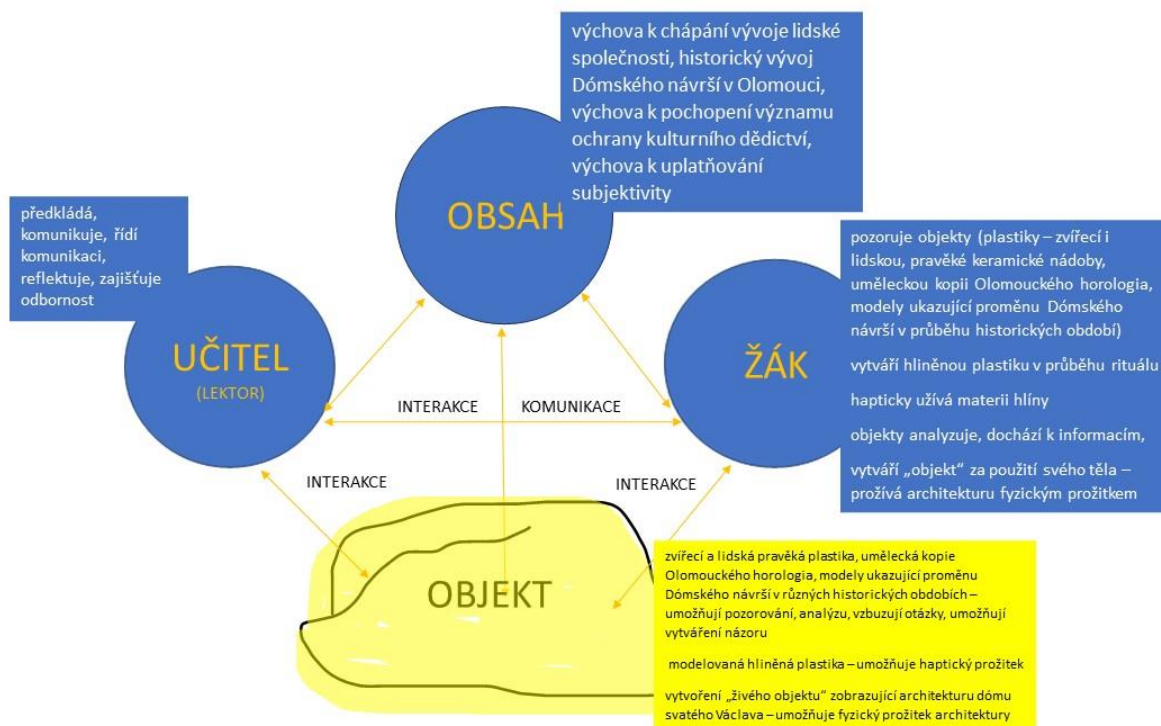 výchova k chápání vývoje lidské
společnosti, historický vývoj
Dómského návrší v Olomouci,
výchova k pochopení významu
ochrany kulturního dědictví,
výchova k uplatňování
subjektivity
OBSAH
předkládá,
komunikuje, řídí
komunikaci,
reflektuje, zajišťuje
odbornost
UČITEL
(LEKTOR)
ŽÁK
pozoruje objekty (plastiky – zvířecí i
lidskou, pravěké keramické nádoby,
uměleckou kopii Olomouckého horologia,
modely ukazující proměnu Dómského
návrší v průběhu historických období)
vytváří hliněnou plastiku v průběhu rituálu
hapticky užívá materii hlíny
objekty analyzuje, dochází k informacím,
vytváří „objekt“ za použití svého těla –
prožívá architekturu fyzickým prožitkem
INTERAKCE KOMUNIKACE
INTERAKCE
INTERAKCE
OBJEKT
zvířecí a lidská pravěká plastika, umělecká kopie
Olomouckého horologia, modely ukazující proměnu
Dómského návrší v různých historických obdobích –
umožňují pozorování, analýzu, vzbuzují otázky, umožňují
vytváření názoru
modelovaná hliněná plastika – umožňuje haptický prožitek
vytvoření „živého objektu“ zobrazující architekturu dómu
svatého Václava – umožňuje fyzický prožitek architektury